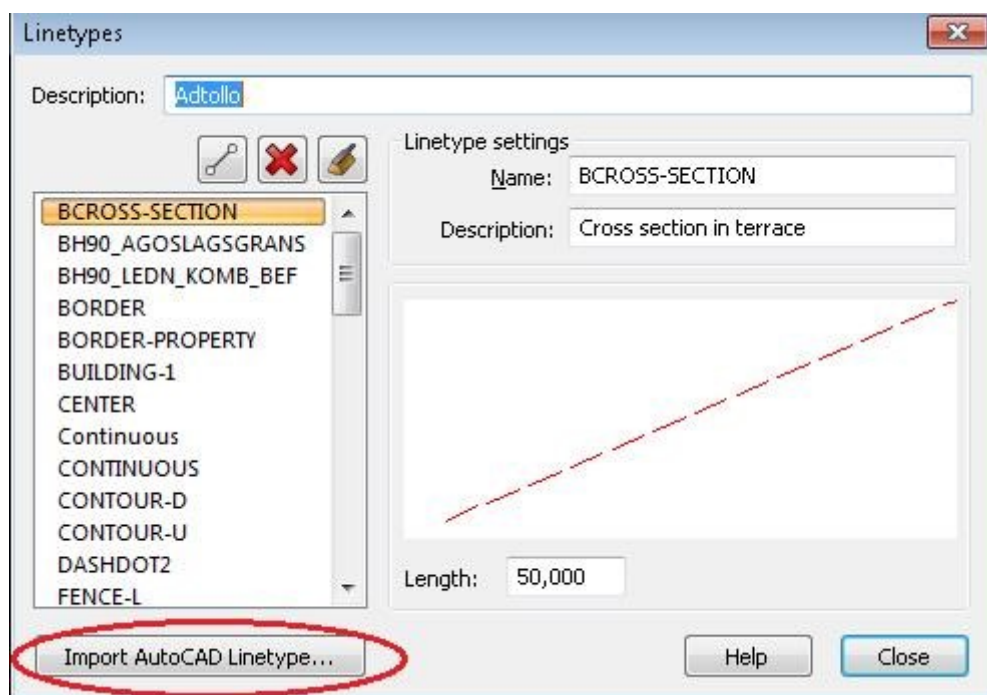 Linetypes
Description: Adtollo
Linetype settings
Name: BCROSS-SECTION
Description: Cross section in terrace
BCROSS-SECTION
BH90_AGOSLAGSGRANS
BH90_LEDN_KOMB_BEF
BORDER
BORDER-PROPERTY
BUILDING-1
CENTER
Continuous
CONTINUOUS
CONTOUR-D
CONTOUR-U
DASHDOT2
FENCE-L
Length: 50,000
Import AutoCAD Linetype...
Help
Close